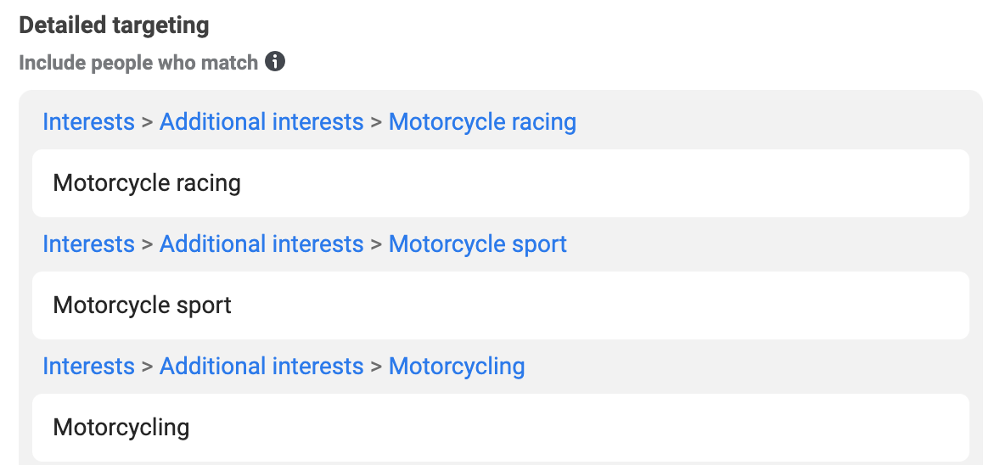 Detailed targeting
Include people who match
Interests > Additional interests > Motorcycle racing
Motorcycle racing
Interests > Additional interests > Motorcycle sport
Motorcycle sport
Interests > Additional interests > Motorcycling
Motorcycling